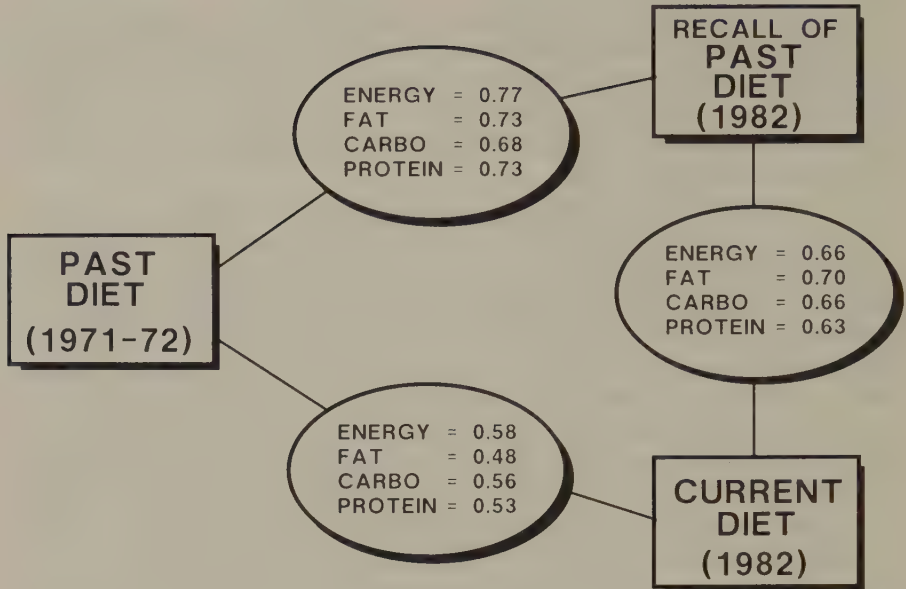 RECALL OF
PAST
DIET
(1982)
ENERGY = 0.77
FAT = 0.73
CARBO = 0.68
PROTEIN = 0.73
PAST
DIET
(1971-72)
ENERGY = 0.66
FAT = 0.70
CARBO = 0.66
PROTEIN = 0.63
ENERGY = 0.58
FAT = 0.48
CARBO = 0.56
PROTEIN = 0.53
CURRENT
DIET
(1982)